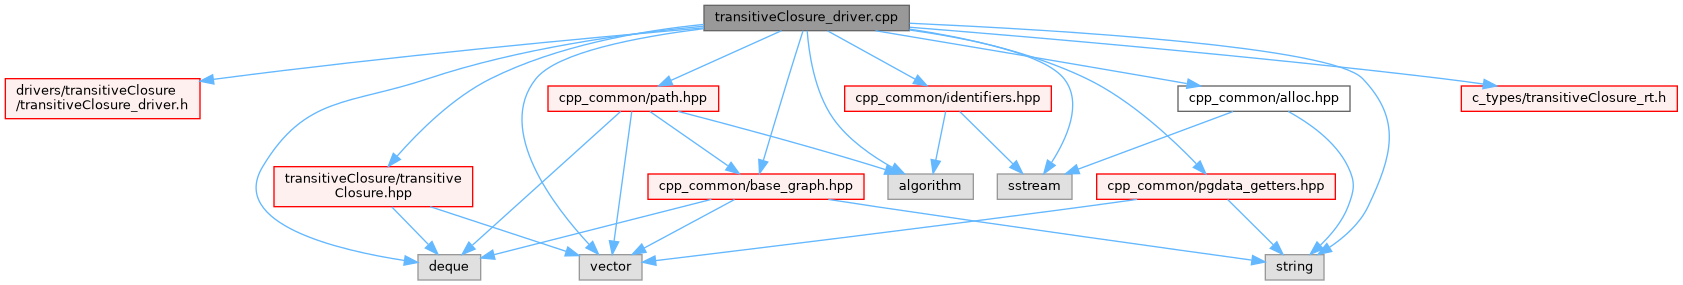 transitiveClosure_driver.cpp
drivers/transitiveClosure
/transitiveClosure_driver.h
cpp_common/path.hpp
cpp_common/identifiers.hpp
cpp_common/alloc.hpp
c_types/transitiveClosure_rt.h
transitiveClosure/transitive
Closure.hpp
cpp_common/base_graph.hpp
algorithm
sstream
cpp_common/pgdata_getters.hpp
deque
vector
string